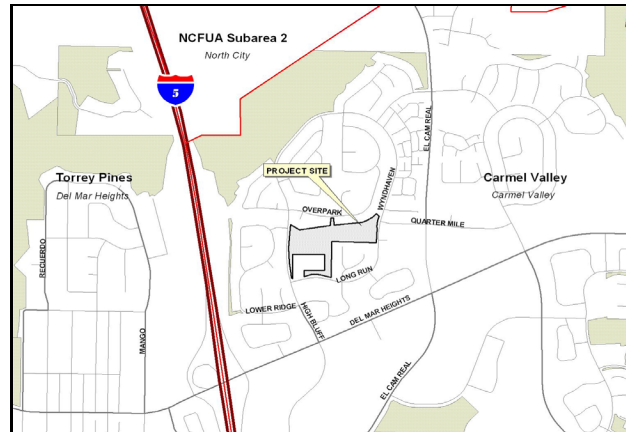 NCFUA Subarea 2
North City
5
PROJECT SITE
EL CAM REAL
Torrey Pines
Del Mar Heights
Carmel Valley
Carmel Valley
WYNDHAVEN
OVERPARK
QUARTER MILE
RECUERDO
LONG RUN
LOWER RIDGE
HIGH BLUFF
DEL MAR HEIGHTS
MANGO
EL CAM REAL